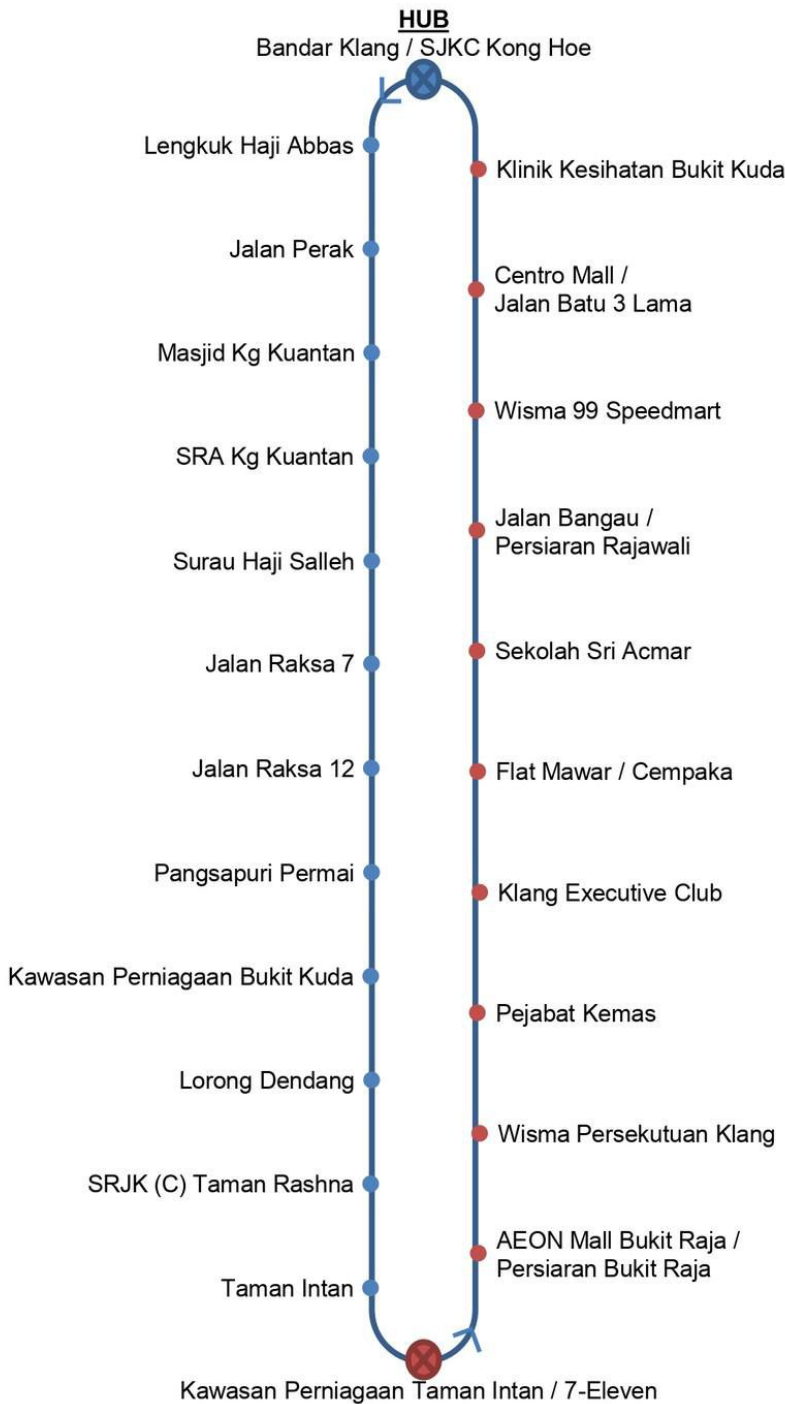 HUB
Bandar Klang / SJKC Kong Hoe
Lengkuk Haji Abbas
Jalan Perak
Masjid Kg Kuantan
SRA Kg Kuantan
Surau Haji Salleh
Jalan Raksa 7
Jalan Raksa 12
Pangsapuri Permai
Kawasan Perniagaan Bukit Kuda
Lorong Dendang
SRJK (C) Taman Rashna
Taman Intan
Klinik Kesihatan Bukit Kuda
Centro Mall /
Jalan Batu 3 Lama
Wisma 99 Speedmart
Jalan Bangau /
Persiaran Rajawali
Sekolah Sri Acmar
Flat Mawar / Cempaka
Klang Executive Club
Pejabat Kemas
Wisma Persekutuan Klang
AEON Mall Bukit Raja /
Persiaran Bukit Raja
Kawasan Perniagaan Taman Intan / 7-Eleven